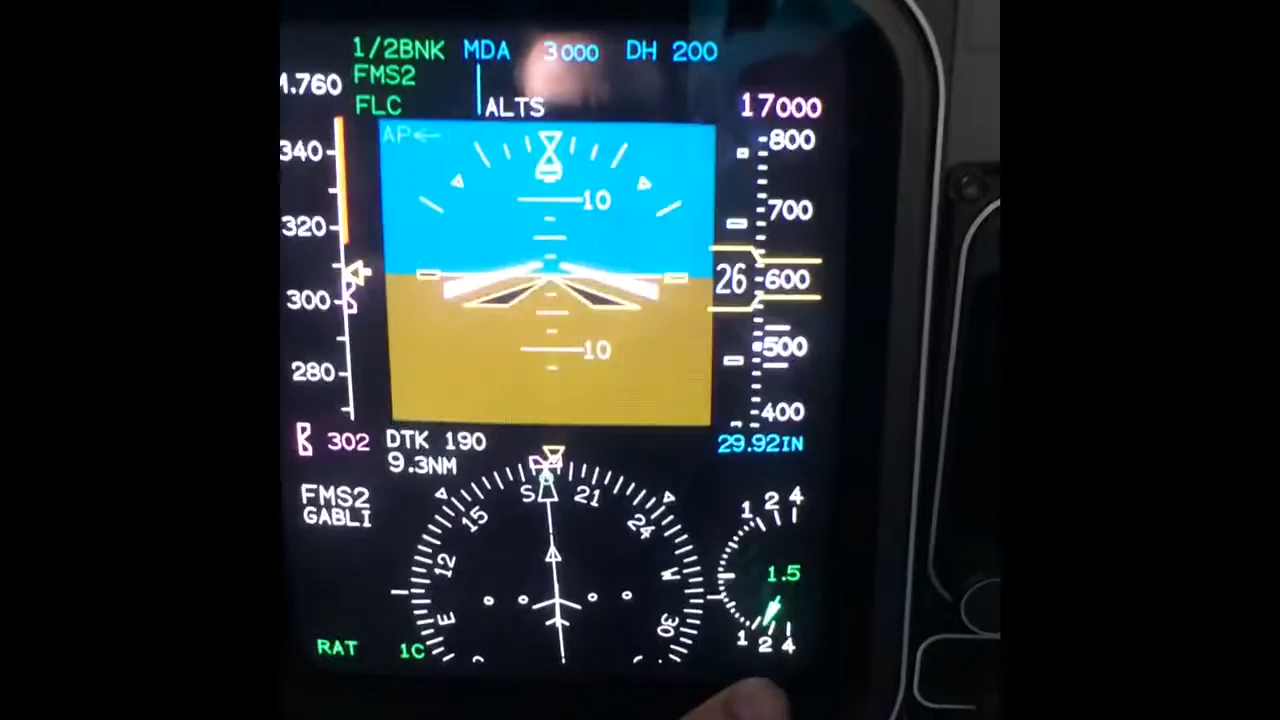 1/2BNK MDA 3000 DH 200
FMS2
M.760
FLC ALTS 17000
AP←
800
340
10
700
320
26 600
300
10
500
280
400
302 DTK 190 29.92IN
9.3NM
FMS2
GABLI
S 21
15 24
12 W
E 30
1 2 4
1.5
1 2 4
RAT 1C